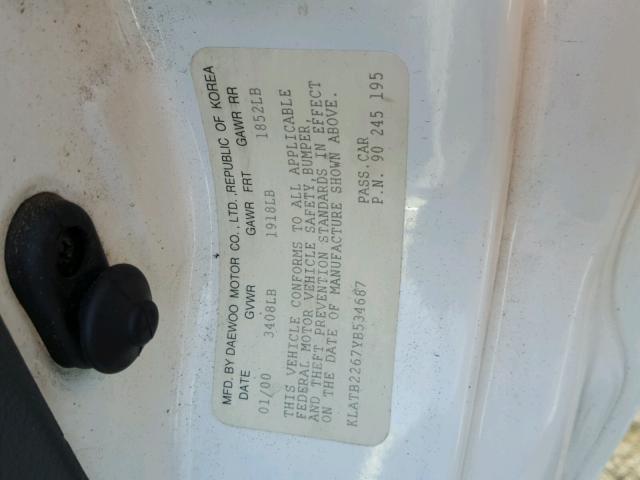 MFD. BY DAEWOO MOTOR CO., LTD., REPUBLIC OF KOREA
DATE GVWR GAWR FRT GAWR RR
01/00 3408LB 1918LB 1852LB
THIS VEHICLE CONFORMS TO ALL APPLICABLE
FEDERAL MOTOR VEHICLE SAFETY, BUMPER,
AND THEFT PREVENTION STANDARDS IN EFFECT
ON THE DATE OF MANUFACTURE SHOWN ABOVE.
KLATB2267YB534687 PASS.CAR
P.N. 90 245 195